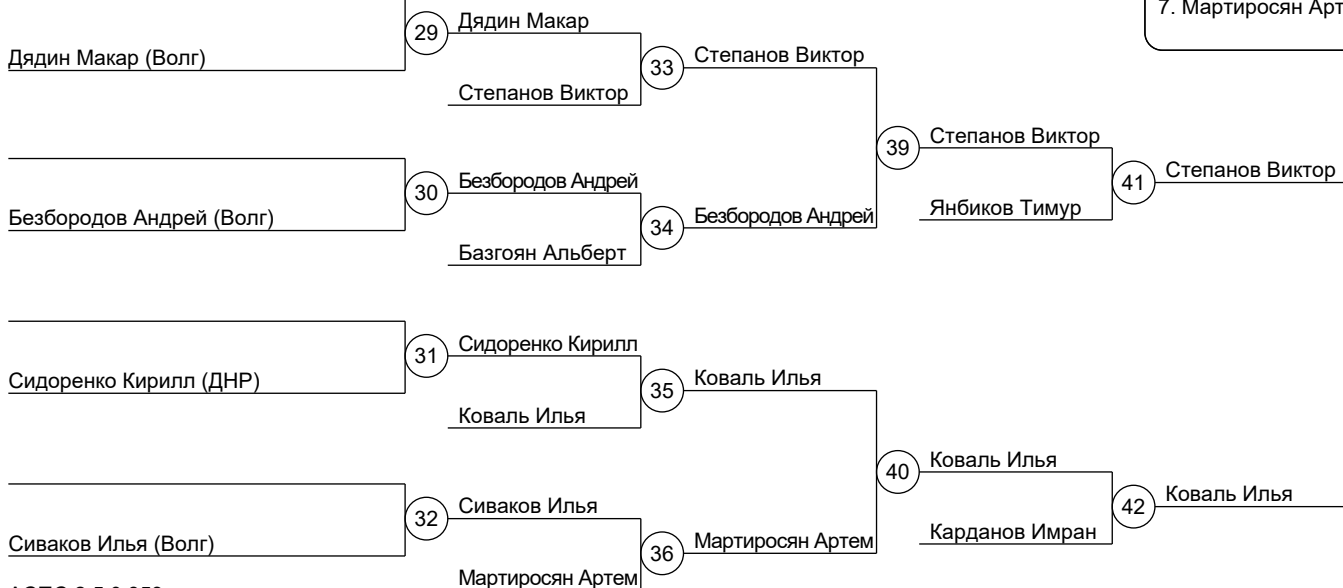 7. Мартиросян Арт
29
Дядин Макар
Дядин Макар (Волг)
33
Степанов Виктор
Степанов Виктор
39
Степанов Виктор
41
Степанов Виктор
30
Безбородов Андрей
Безбородов Андрей (Волг)
34
Безбородов Андрей
Янбиков Тимур
Базгоян Альберт
31
Сидоренко Кирилл
Сидоренко Кирилл (ДНР)
35
Коваль Илья
Коваль Илья
40
Коваль Илья
42
Коваль Илья
32
Сиваков Илья
Сиваков Илья (Волг)
36
Мартиросян Артем
Карданов Имран
Мартиросян Артем